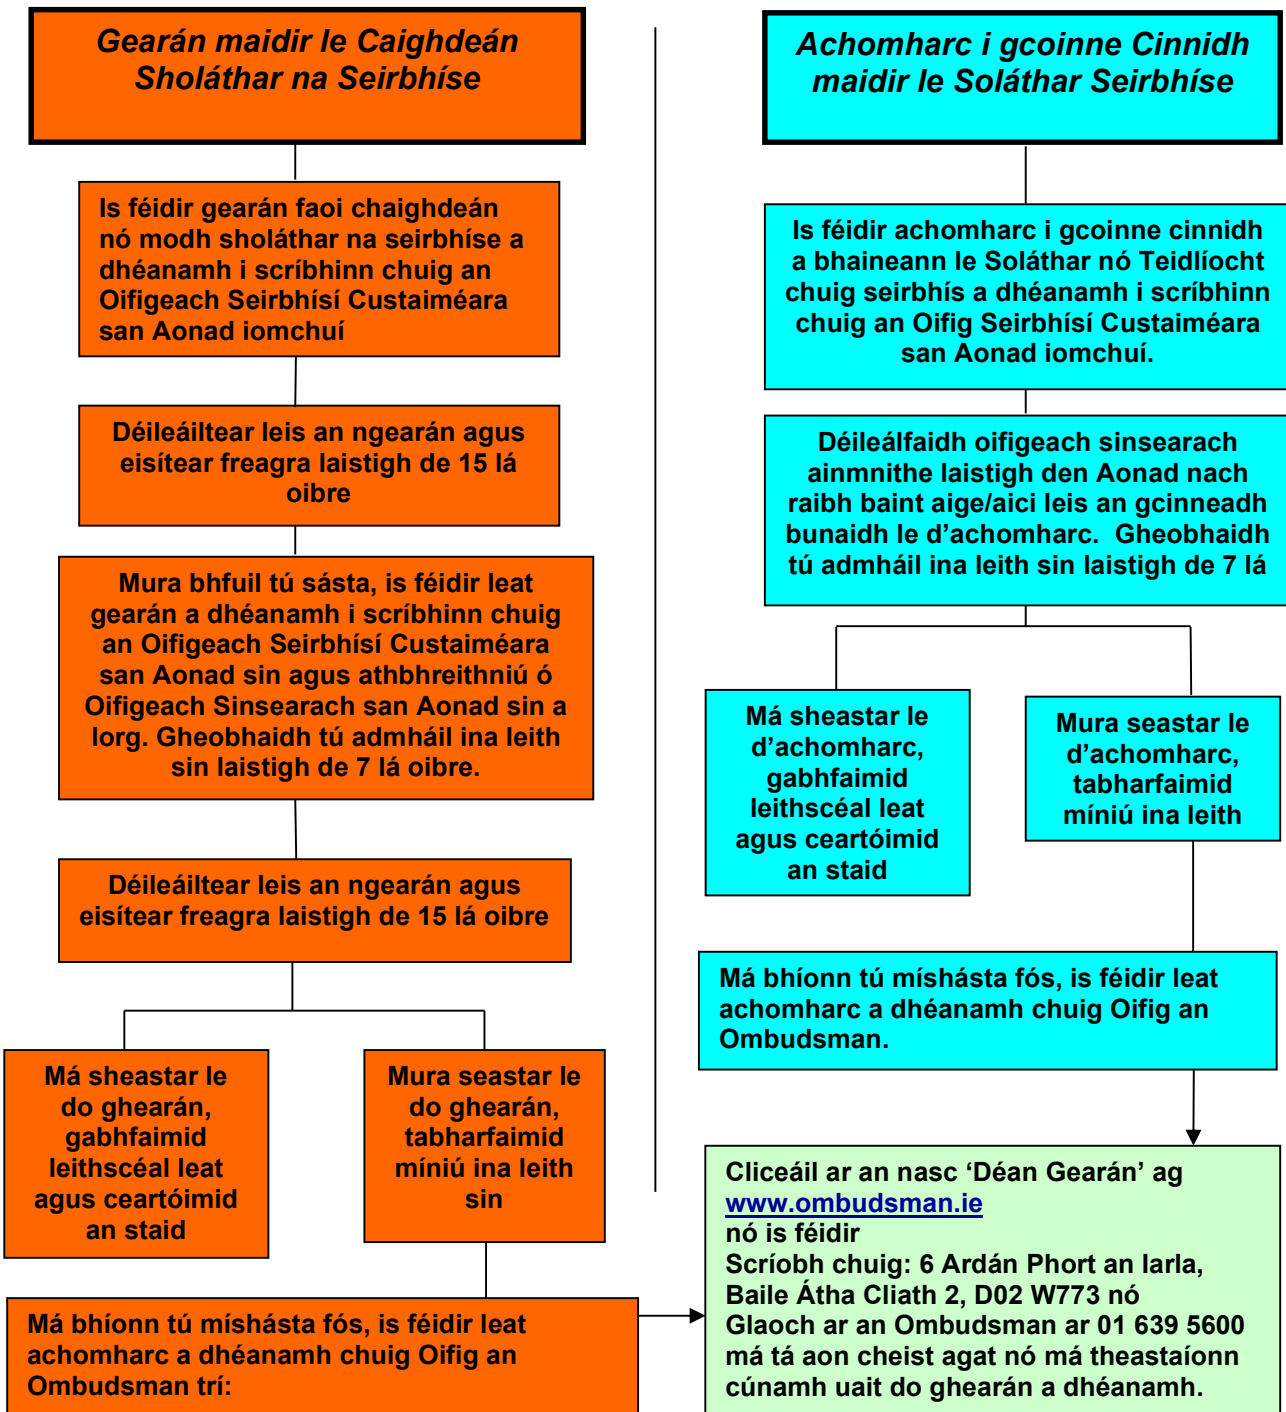 Gearán maidir le Caighdeán
Sholáthar na Seirbhíse
Is féidir gearán faoi chaighdeán
nó modh sholáthar na seirbhíse a
dhéanamh i scríbhinn chuig an
Oifigeach Seirbhísí Custaiméara
san Aonad iomchuí
Déileáiltear leis an ngearán agus
eisítear freagra laistigh de 15 lá
oibre
Mura bhfuil tú sásta, is féidir leat
gearán a dhéanamh i scríbhinn chuig
an Oifigeach Seirbhísí Custaiméara
san Aonad sin agus athbhreithniú ó
Oifigeach Sinsearach san Aonad sin a
lorg. Gheobhaidh tú admháil ina leith
sin laistigh de 7 lá oibre.
Déileáiltear leis an ngearán agus
eisítear freagra laistigh de 15 lá oibre
Má sheastar le
do ghearán,
gabhfaimid
leithscéal leat
agus ceartóimid
an staid
Mura seastar le
do ghearán,
tabharfaimid
míniú ina leith
sin
Má bhíonn tú míshásta fós, is féidir leat
achomharc a dhéanamh chuig Oifig an
Ombudsman trí:
Achomharc i gcoinne Cinnidh
maidir le Soláthar Seirbhíse
Is féidir achomharc i gcoinne cinnidh
a bhaineann le Soláthar nó Teidlíocht
chuig seirbhís a dhéanamh i scríbhinn
chuig an Oifig Seirbhísí Custaiméara
san Aonad iomchuí.
Déileálfaidh oifigeach sinsearach
ainmnithe laistigh den Aonad nach
raibh baint aige/aici leis an gcinneadh
bunaidh le d’achomharc.  Gheobhaidh
tú admháil ina leith sin laistigh de 7 lá
Má sheastar le
d’achomharc,
gabhfaimid
leithscéal leat
agus ceartóimid
an staid
Mura seastar le
d’achomharc,
tabharfaimid
míniú ina leith
Má bhíonn tú míshásta fós, is féidir leat
achomharc a dhéanamh chuig Oifig an
Ombudsman.
Cliceáil ar an nasc ‘Déan Gearán’ ag
www.ombudsman.ie
nó is féidir
Scríobh chuig: 6 Ardán Phort an Iarla,
Baile Átha Cliath 2, D02 W773 nó
Glaoch ar an Ombudsman ar 01 639 5600
má tá aon cheist agat nó má theastaíonn
cúnamh uait do ghearán a dhéanamh.